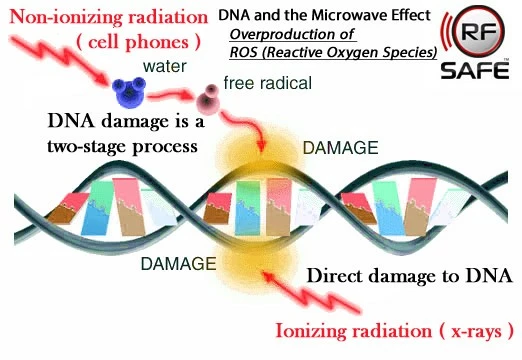 Non-ionizing radiation
( cell phones )
DNA and the Microwave Effect
Overproduction of
ROS (Reactive Oxygen Species)
RF
SAFE™
water
free radical
DNA damage is a
two-stage process
DAMAGE
DAMAGE
Direct damage to DNA
Ionizing radiation ( x-rays )